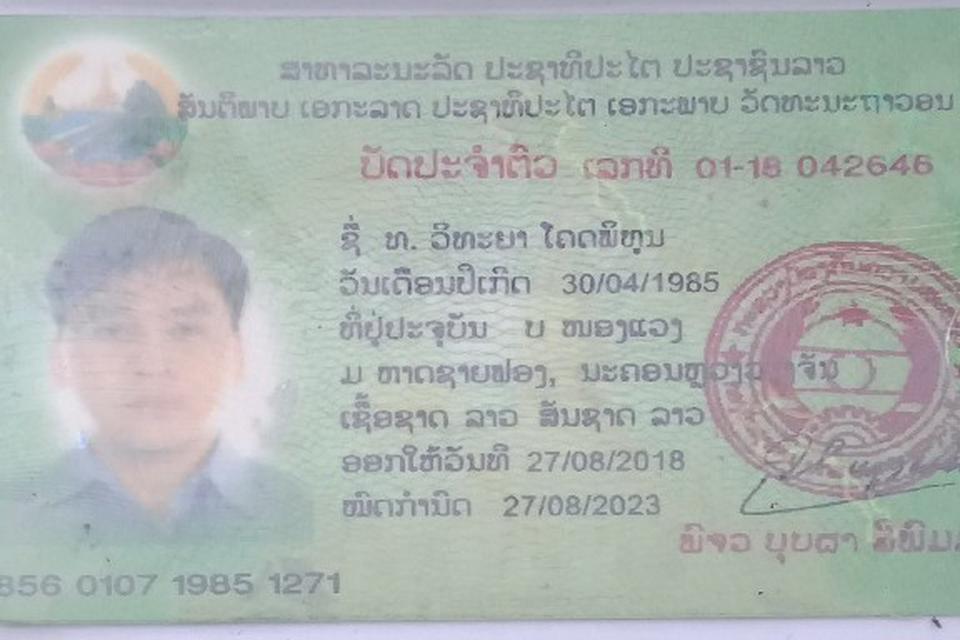 ສາທາລະນະລັດ ປະຊາທິປະໄຕ ປະຊາຊົນລາວ
ສັນຕິພາບ ເອກະລາດ ປະຊາທິປະໄຕ ເອກະພາບ ວັດທະນະຖາວອນ
ບັດປະຈຳຕົວ ເລກທີ 01-18 042646
ຊື່ ທ. ວິທະຍາ ໂຄດພິຫູນ
ວັນເດືອນປີເກີດ 30/04/1985
ທີ່ຢູ່ປະຈຸບັນ ບ ໜອງແວງ
ມ ຫາດຊາຍຟອງ, ນະຄອນຫຼວງວ ຈັນ
ເຊື້ອຊາດ ລາວ ສັນຊາດ ລາວ
ອອກໃຫ້ວັນທີ 27/08/2018
ໝົດກຳນົດ 27/08/2023
ພົຈວ ບຸບຜາ
856 0107 1985 1271